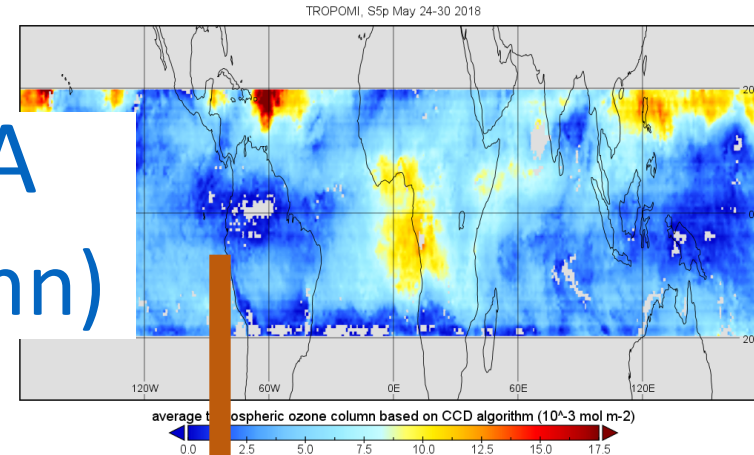 TROPOMI, S5p May 24-30 2018
20
A
0
mn)
20
120W 60W 0E 60E 120E
average t ospheric ozone column based on CCD algorithm (10^-3 mol m-2)
0.0 2.5 5.0 7.5 10.0 12.5 15.0 17.5